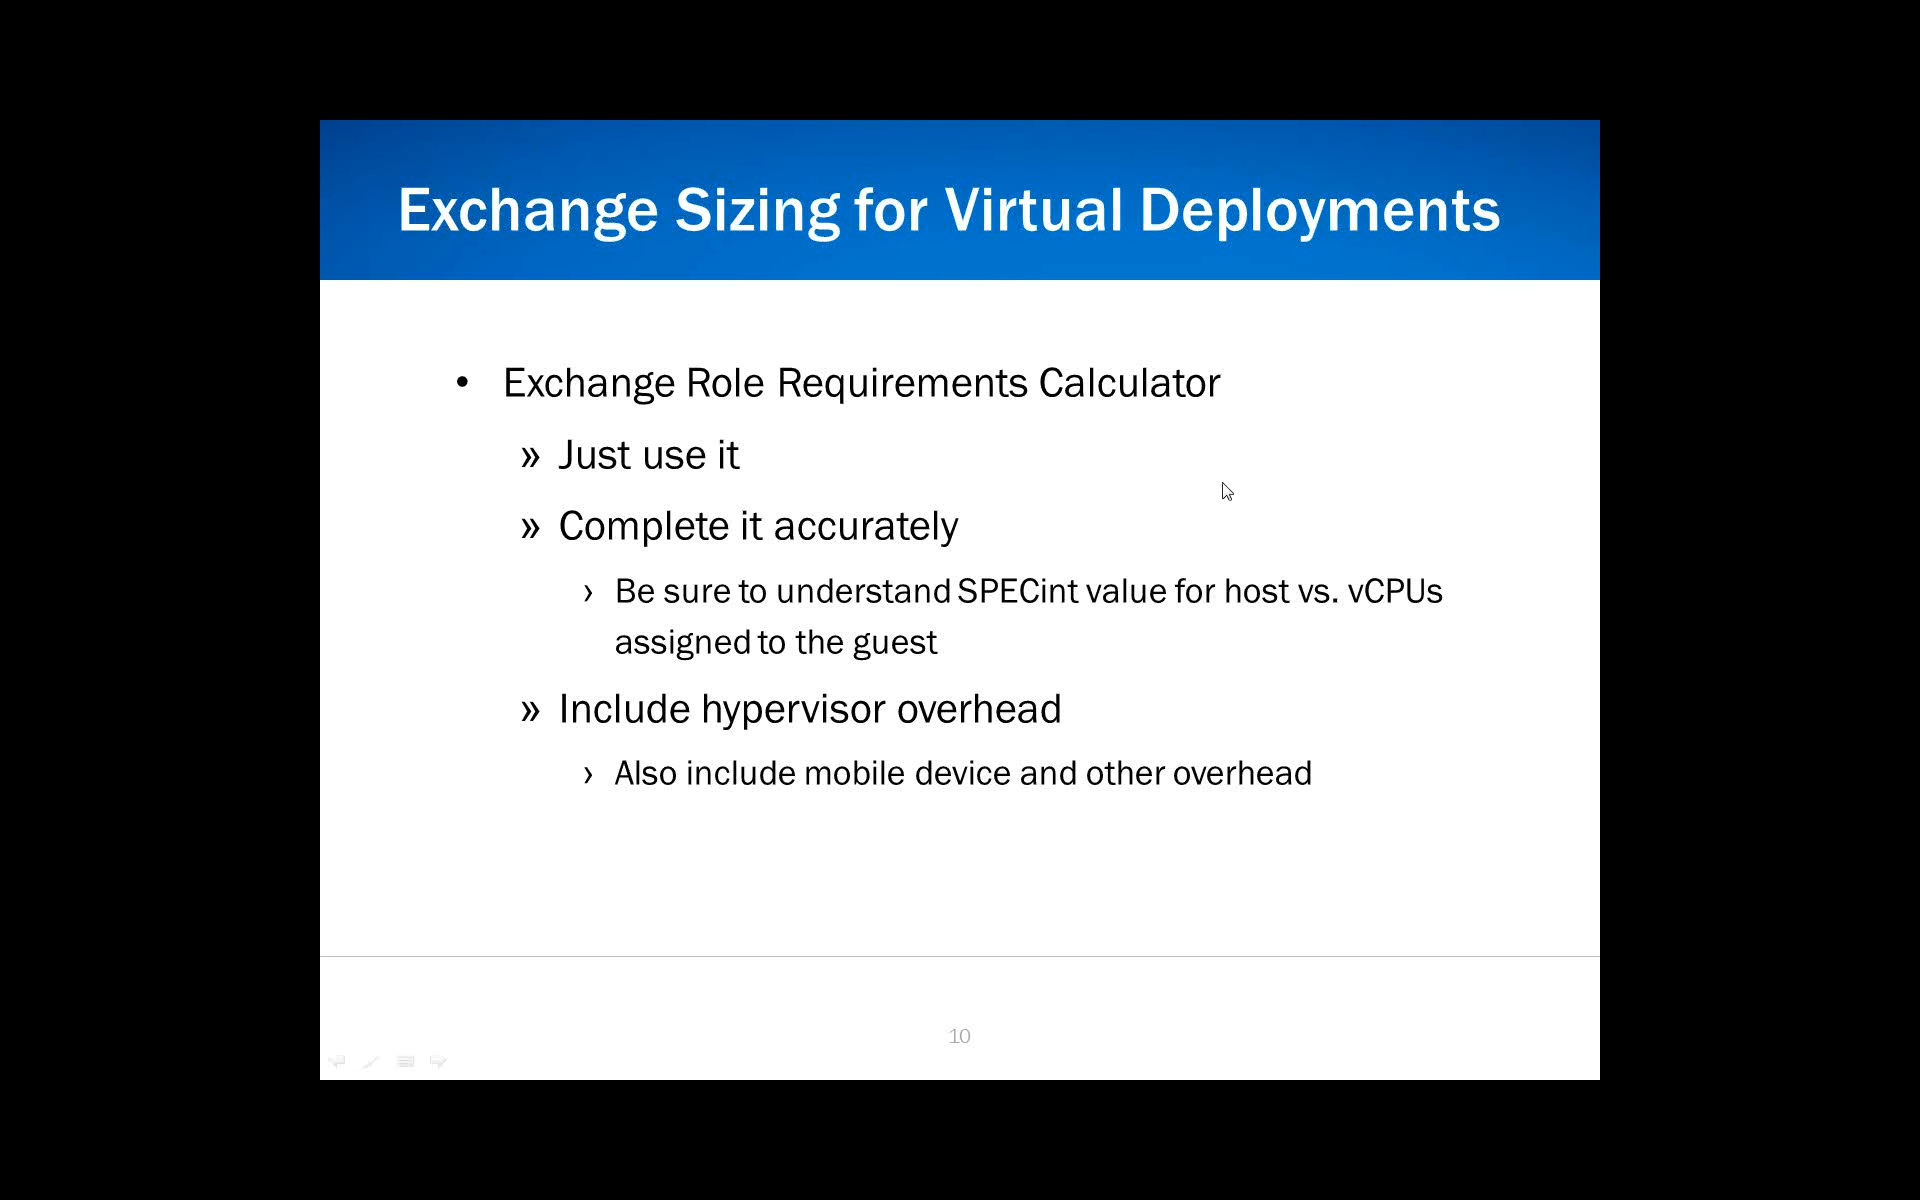 Exchange Sizing for Virtual Deployments
• Exchange Role Requirements Calculator
» Just use it
» Complete it accurately
› Be sure to understand SPECint value for host vs. vCPUs
assigned to the guest
» Include hypervisor overhead
› Also include mobile device and other overhead
10